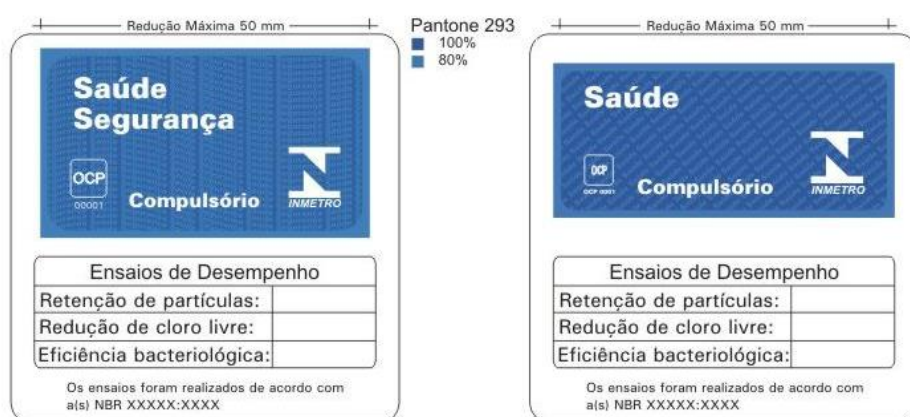 Redução Máxima 50 mm
Saúde
Segurança
OCP
00001
Compulsório
INMETRO
Ensaios de Desempenho
Retenção de partículas:
Redução de cloro livre:
Eficiência bacteriológica:
Os ensaios foram realizados de acordo com
a(s) NBR XXXXX:XXXX
Pantone 293
100%
80%
Redução Máxima 50 mm
Saúde
OCP
OCP 0001
Compulsório
INMETRO
Ensaios de Desempenho
Retenção de partículas:
Redução de cloro livre:
Eficiência bacteriológica:
Os ensaios foram realizados de acordo com
a(s) NBR XXXXX:XXXX